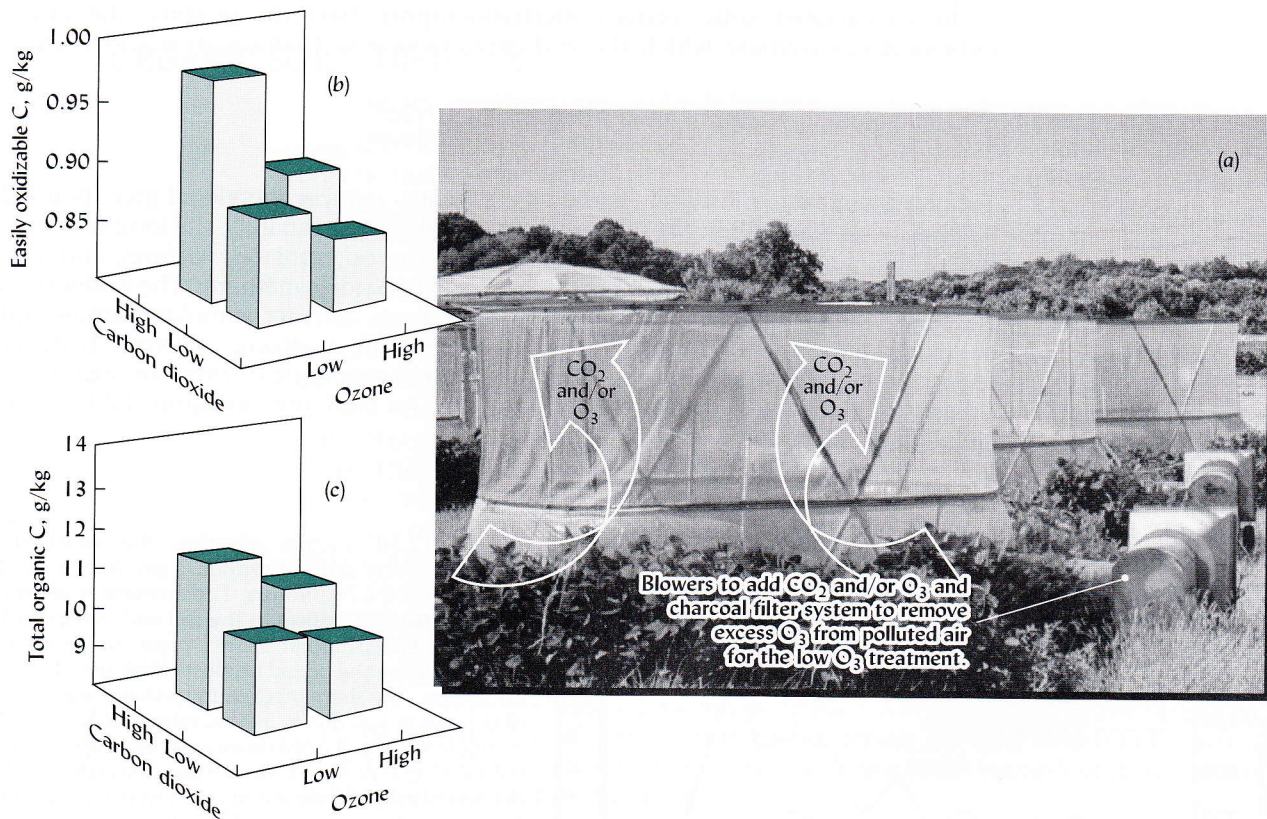 (b)
Easily oxidizable C, g/kg
1.00
0.95
0.90
0.85
High Low
Carbon dioxide
Low High
Ozone
(c)
Total organic C, g/kg
14
13
12
11
10
9
High Low
Carbon dioxide
Low High
Ozone
(a)
CO2
and/or
O3
CO2
and/or
O3
Blowers to add CO2 and/or O3 and
charcoal filter system to remove
excess O3 from polluted air
for the low O3 treatment.